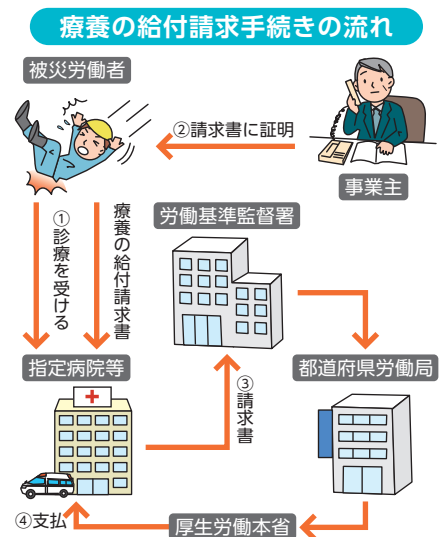 療養の給付請求手続きの流れ
被災労働者
②請求書に証明
事業主
①診療を受ける
療養の給付請求書
労働基準監督署
指定病院等
③請求書
都道府県労働局
④支払
厚生労働本省